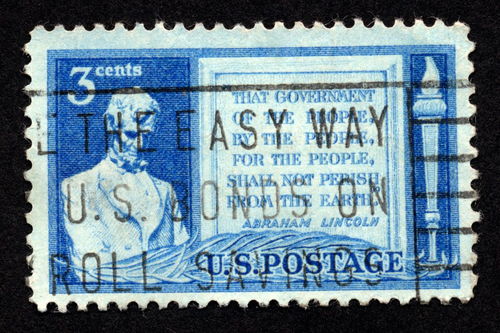 3 cents
THAT GOVERNMENT
OF THE PEOPLE,
BY THE PEOPLE,
FOR THE PEOPLE,
SHALL NOT PERISH
FROM THE EARTH.
ABRAHAM LINCOLN
U.S.POSTAGE
THE EASY WAY
U.S. BONDS ON
ROLL SAVINGS